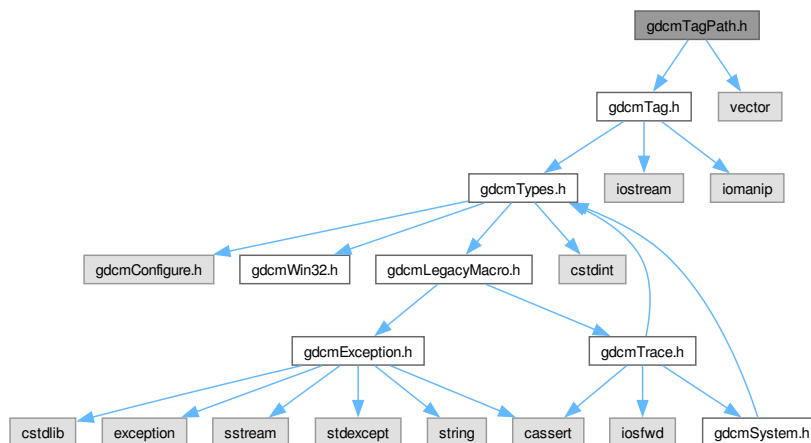 gdcmTagPath.h
gdcmTag.h
vector
gdcmTypes.h
iostream
iomanip
gdcmConfigure.h
gdcmWin32.h
gdcmLegacyMacro.h
cstdint
gdcmException.h
gdcmTrace.h
cstdlib
exception
sstream
stdexcept
string
cassert
iosfwd
gdcmSystem.h